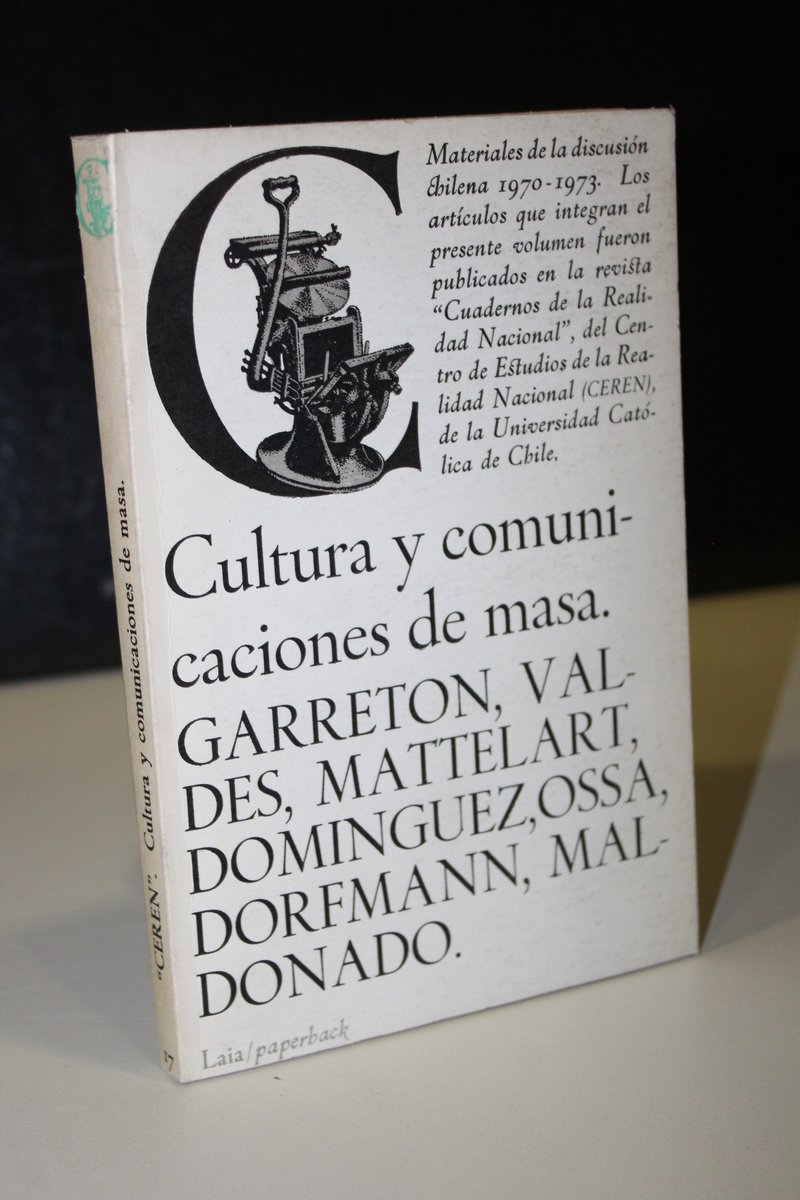 Materiales de la discusión
chilena 1970-1973. Los
artículos que integran el
presente volumen fueron
publicados en la revista
“Cuadernos de la Reali-
dad Nacional”, del Cen-
tro de Estudios de la Rea-
lidad Nacional (CEREN),
de la Universidad Cató-
lica de Chile.
Cultura y comuni-
caciones de masa.
GARRETON, VAL-
DES, MATTELART,
DOMINGUEZ,OSSA,
DORFMANN, MAL-
DONADO.
Laia/paperback
“CEREN”. Cultura y comunicaciones de masa.
17